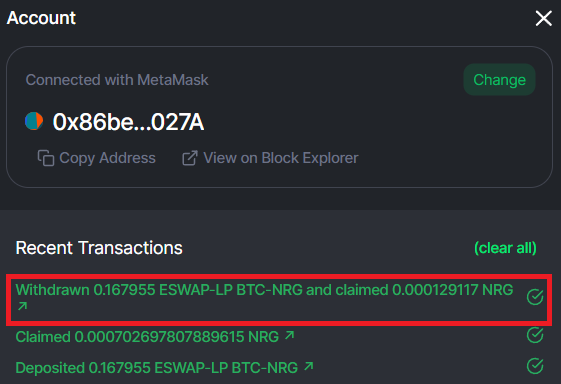 Account
Connected with MetaMask
Change
0x86be...027A
Copy Address
View on Block Explorer
Recent Transactions
(clear all)
Withdrawn 0.167955 ESWAP-LP BTC-NRG and claimed 0.000129117 NRG
↗
Claimed 0.000702697807889615 NRG ↗
Deposited 0.167955 ESWAP-LP BTC-NRG ↗